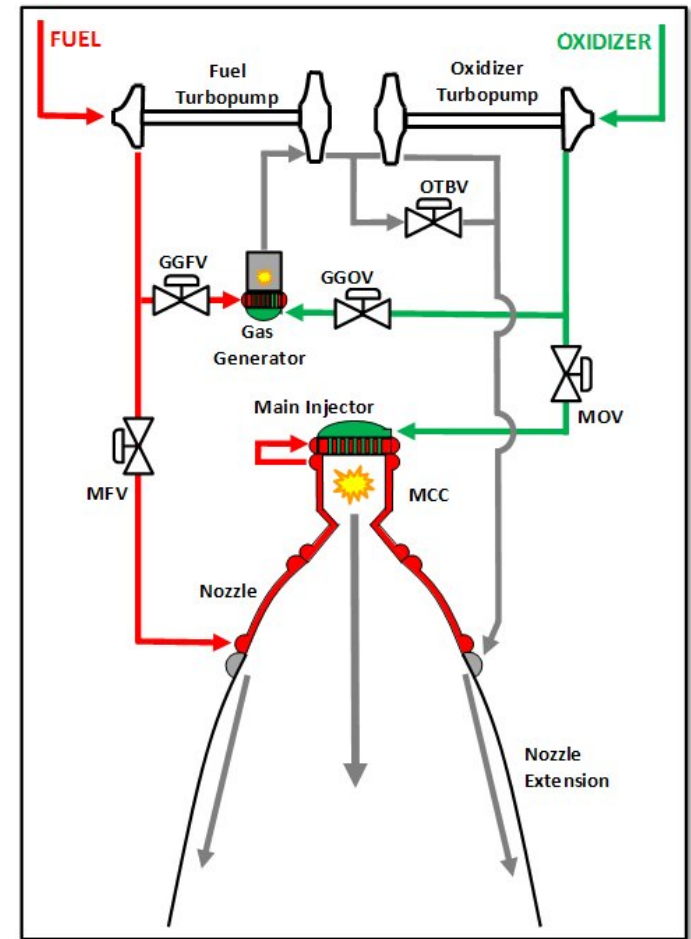 FUEL
OXIDIZER
Fuel
Turbopump
Oxidizer
Turbopump
OTBV
GGFV
GGOV
Gas
Generator
Main Injector
MOV
MFV
MCC
Nozzle
Nozzle
Extension